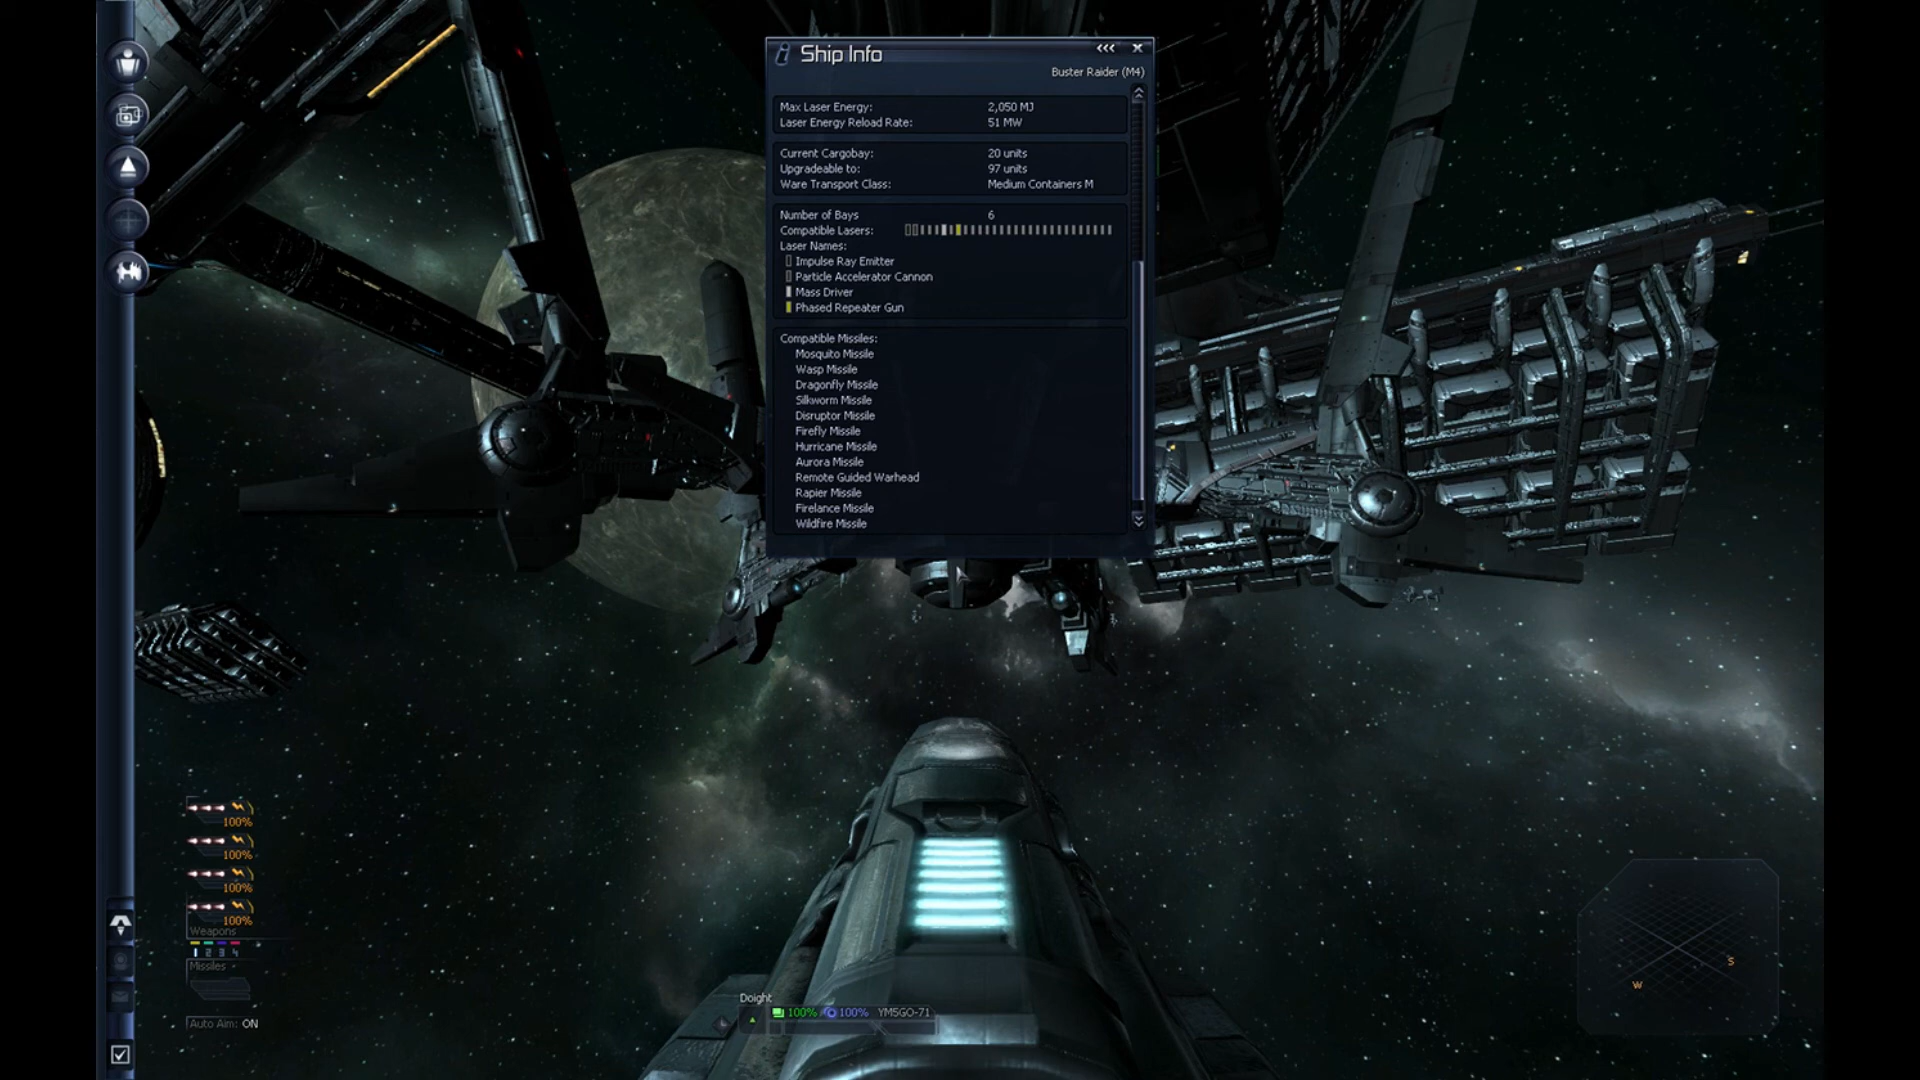 Ship Info
Buster Raider (M4)
Max Laser Energy: 2,050 MJ
Laser Energy Reload Rate: 51 MW
Current Cargobay: 20 units
Upgradeable to: 97 units
Ware Transport Class: Medium Containers M
Number of Bays 6
Compatible Lasers:
Laser Names:
Impulse Ray Emitter
Particle Accelerator Cannon
Mass Driver
Phased Repeater Gun
Compatible Missiles:
Mosquito Missile
Wasp Missile
Dragonfly Missile
Silkworm Missile
Disruptor Missile
Firefly Missile
Hurricane Missile
Aurora Missile
Remote Guided Warhead
Rapier Missile
Firelance Missile
Wildfire Missile
100%
100%
100%
100%
Weapons
1 2 3 4
Missiles
Auto Aim: ON
Doight
100% 100% YM5GO-71
S
W